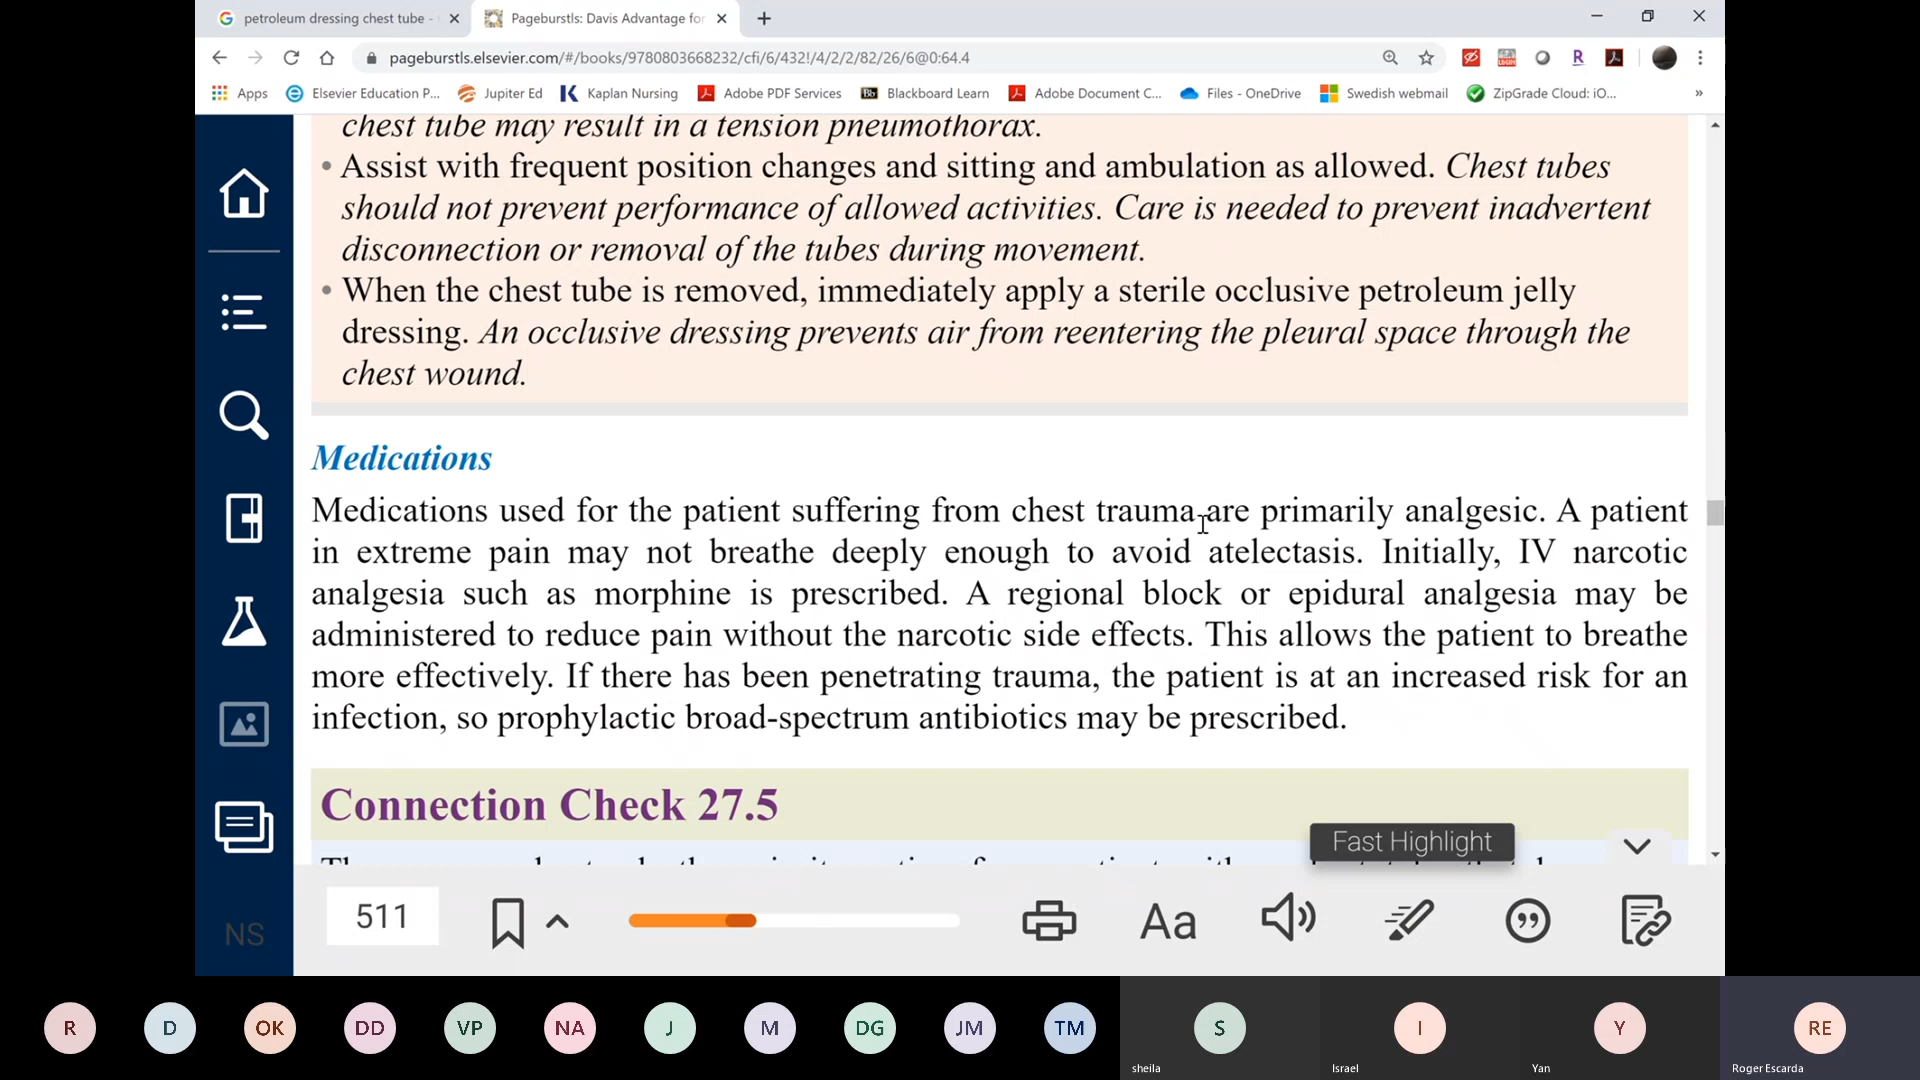 petroleum dressing chest tube -
Pageburstls: Davis Advantage for
pageburstls.elsevier.com/#/books/9780803668232/cfi/6/432!/4/2/2/82/26/6@0:64.4
Apps
Elsevier Education P...
Jupiter Ed
Kaplan Nursing
Adobe PDF Services
Bb
Blackboard Learn
Adobe Document C...
Files - OneDrive
Swedish webmail
ZipGrade Cloud: iO...
»
chest tube may result in a tension pneumothorax.
• Assist with frequent position changes and sitting and ambulation as allowed. Chest tubes
should not prevent performance of allowed activities. Care is needed to prevent inadvertent
disconnection or removal of the tubes during movement.
• When the chest tube is removed, immediately apply a sterile occlusive petroleum jelly
dressing. An occlusive dressing prevents air from reentering the pleural space through the
chest wound.
Medications
Medications used for the patient suffering from chest trauma are primarily analgesic. A patient
in extreme pain may not breathe deeply enough to avoid atelectasis. Initially, IV narcotic
analgesia such as morphine is prescribed. A regional block or epidural analgesia may be
administered to reduce pain without the narcotic side effects. This allows the patient to breathe
more effectively. If there has been penetrating trauma, the patient is at an increased risk for an
infection, so prophylactic broad-spectrum antibiotics may be prescribed.
Connection Check 27.5
Fast Highlight
NS
511
Aa
R
D
OK
DD
VP
NA
J
M
DG
JM
TM
S
I
Y
RE
sheila
Israel
Yan
Roger Escarda